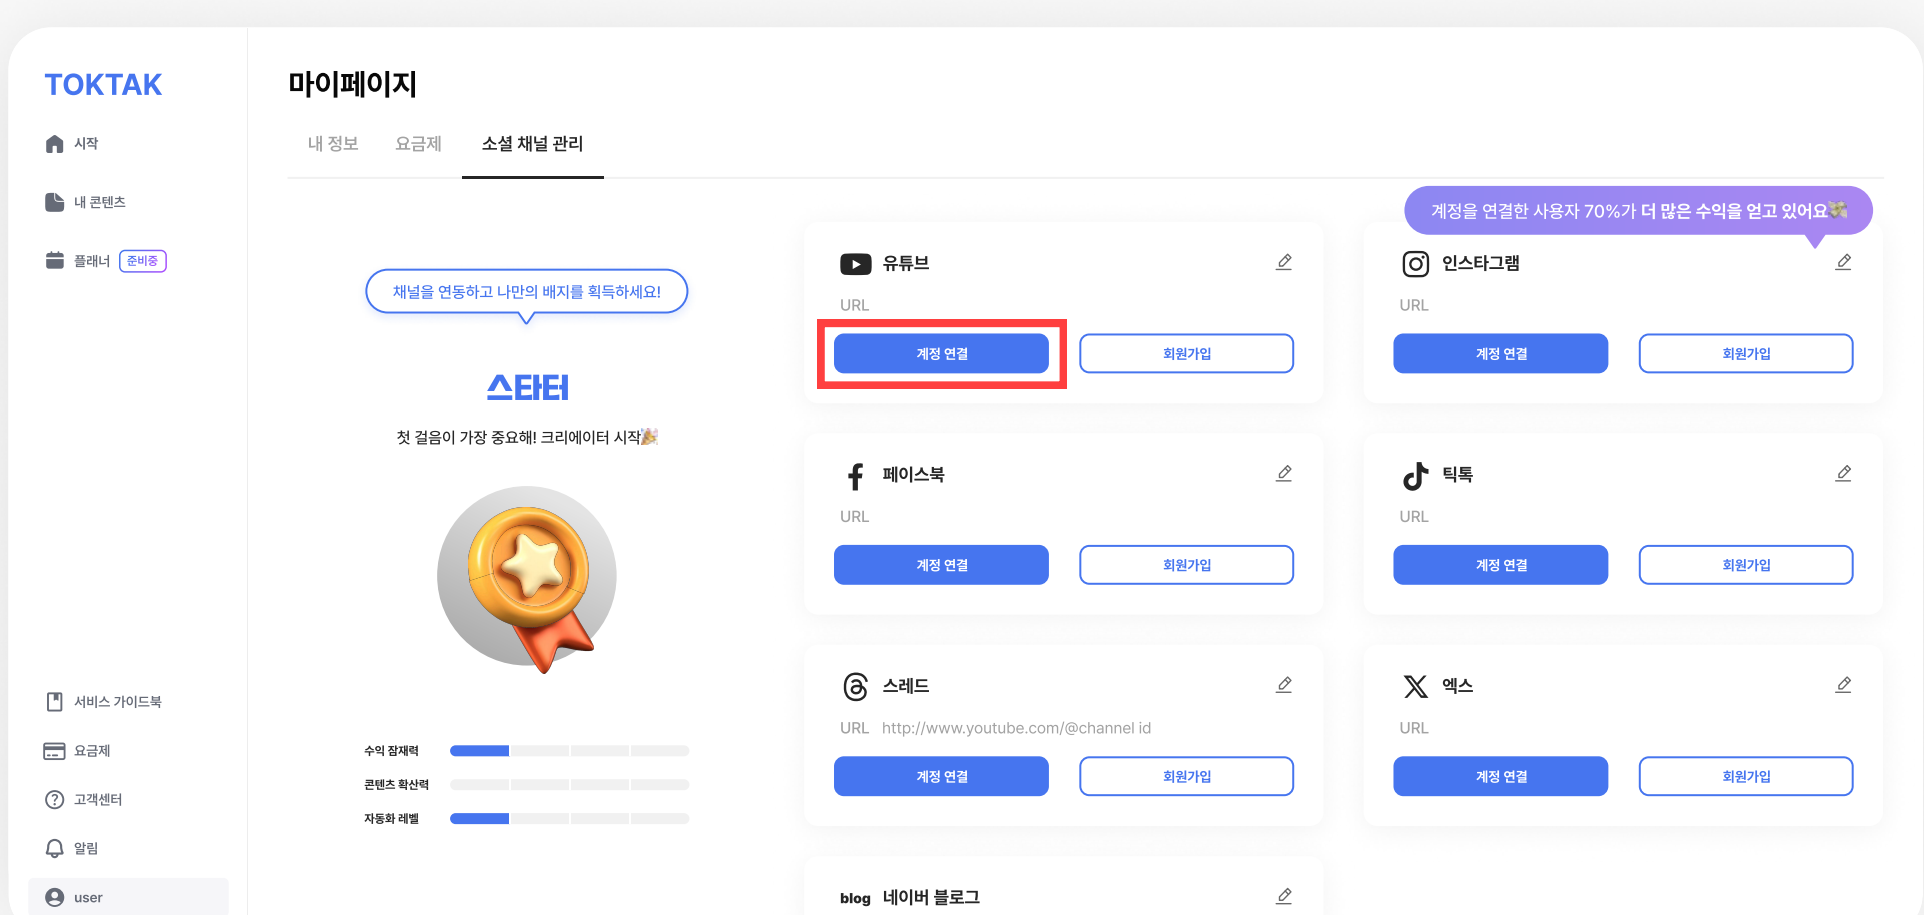 TOKTAK
시작
내 콘텐츠
플래너 준비중
서비스 가이드북
요금제
고객센터
알림
user
마이페이지
내 정보 요금제 소셜 채널 관리
채널을 연동하고 나만의 배지를 획득하세요!
스타터
첫 걸음이 가장 중요해! 크리에이터 시작🎉
수익 잠재력
콘텐츠 확산력
자동화 레벨
계정을 연결한 사용자 70%가 더 많은 수익을 얻고 있어요💸
유튜브
URL
계정 연결 회원가입
인스타그램
URL
계정 연결 회원가입
페이스북
URL
계정 연결 회원가입
틱톡
URL
계정 연결 회원가입
스레드
URL http://www.youtube.com/@channel id
계정 연결 회원가입
엑스
URL
계정 연결 회원가입
blog 네이버 블로그